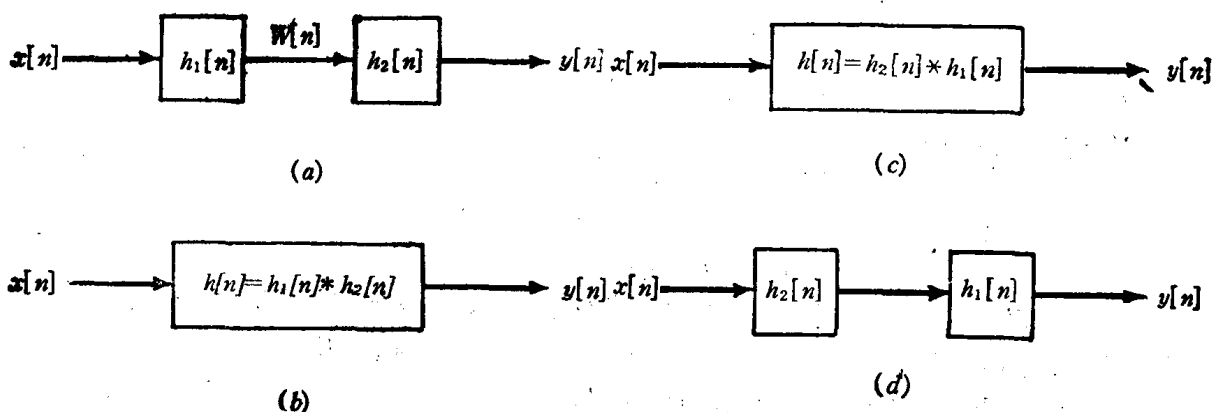 W[n]
x[n] h₁[n] h₂[n] y[n] x[n] h[n]=h₂[n]*h₁[n] y[n]
(a) (c)
x[n] h[n]=h₁[n]*h₂[n] y[n] x[n] h₂[n] h₁[n] y[n]
(b) (d)